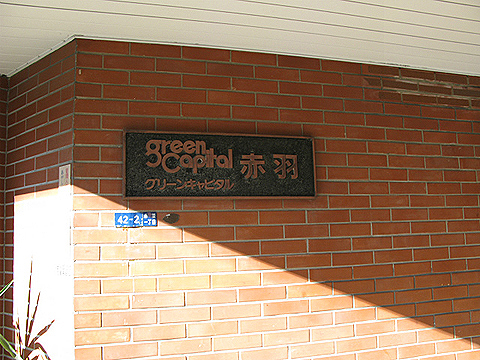 green
Capital 赤羽
グリーンキャピタル
42-2